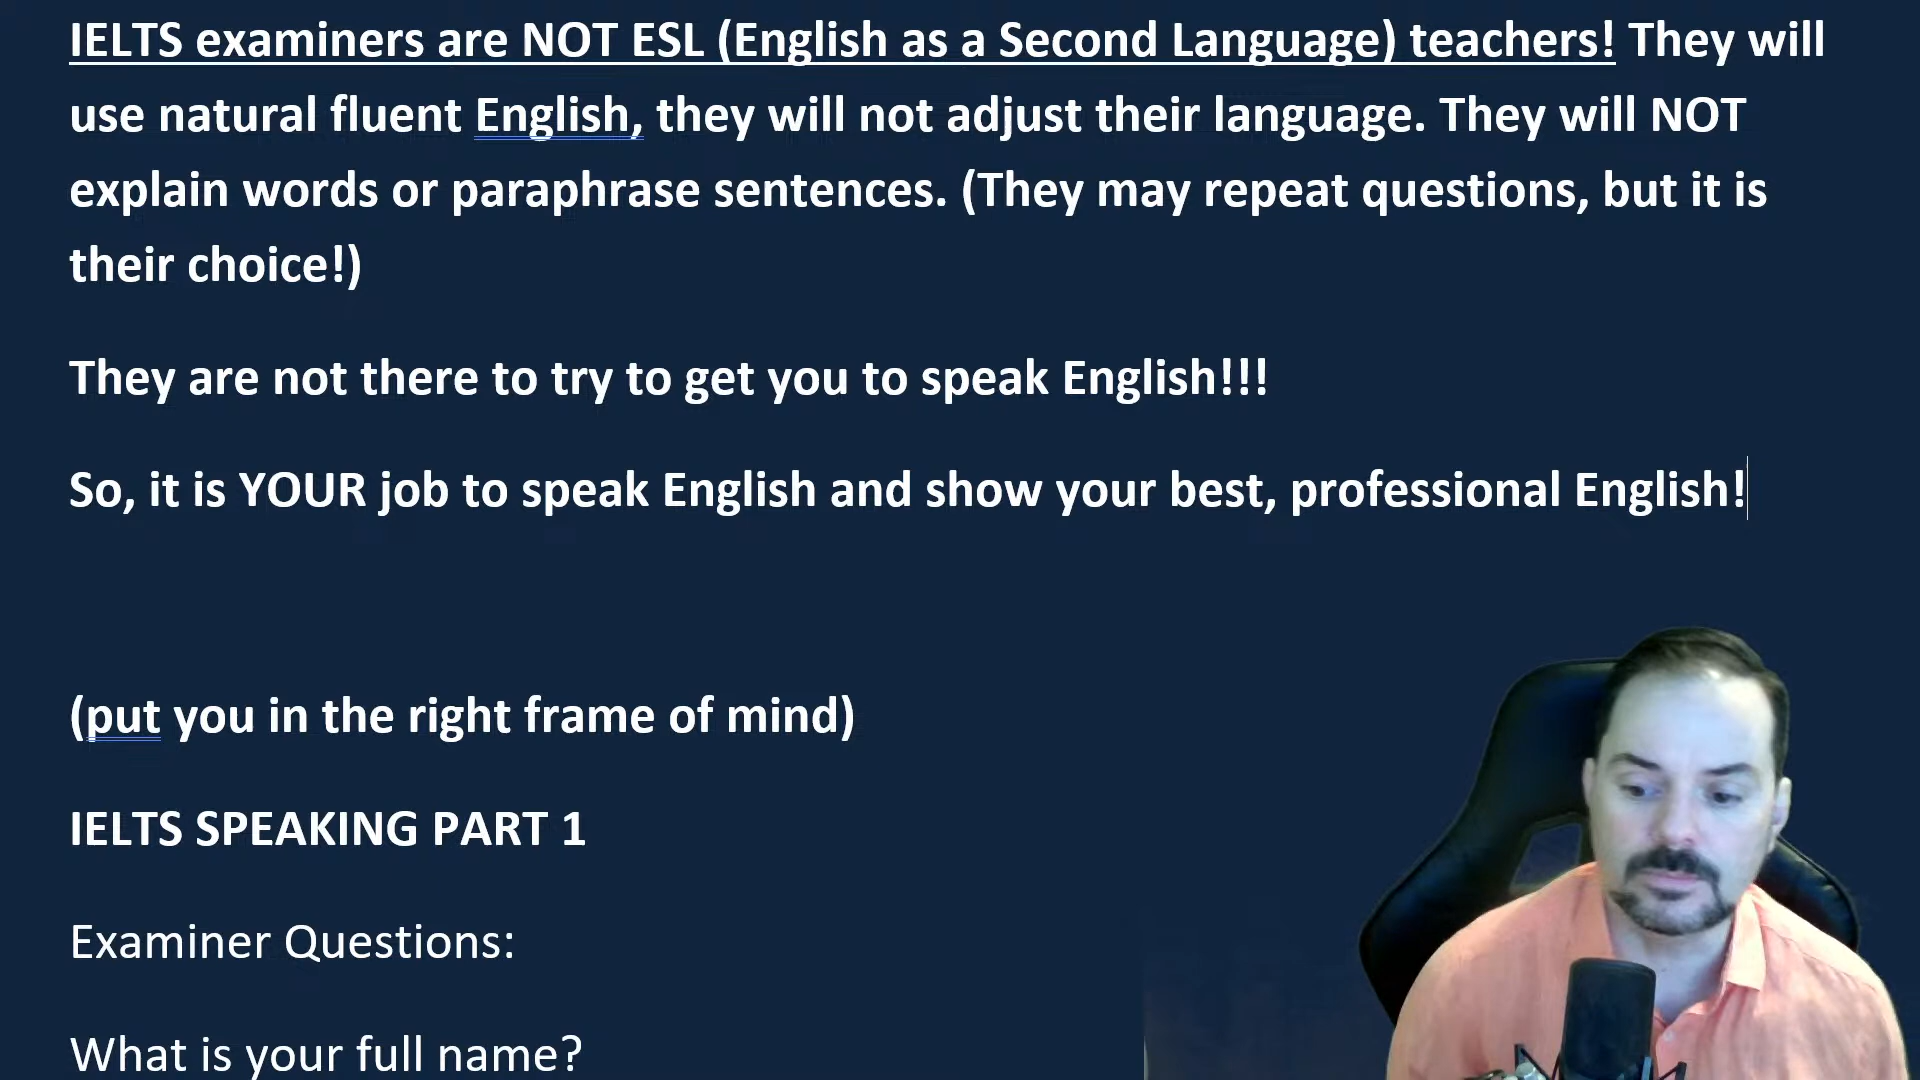 IELTS examiners are NOT ESL (English as a Second Language) teachers! They will
use natural fluent English, they will not adjust their language. They will NOT
explain words or paraphrase sentences. (They may repeat questions, but it is
their choice!)
They are not there to try to get you to speak English!!!
So, it is YOUR job to speak English and show your best, professional English!
(put you in the right frame of mind)
IELTS SPEAKING PART 1
Examiner Questions:
What is your full name?